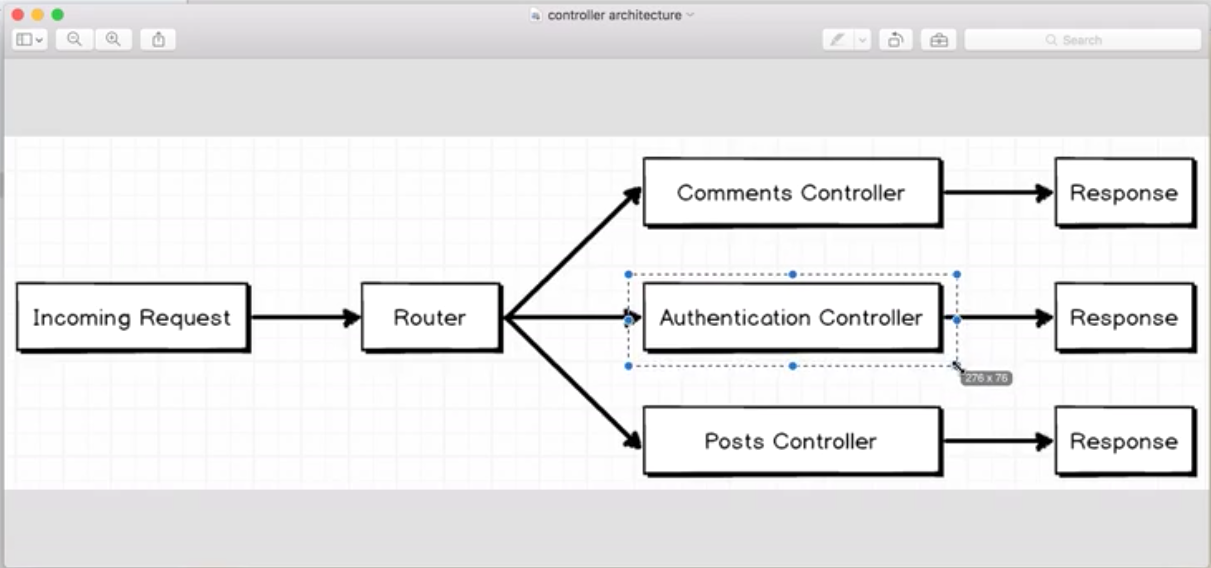 controller architecture
Search
Comments Controller
Response
Incoming Request
Router
Authentication Controller
Response
276 x 76
Posts Controller
Response